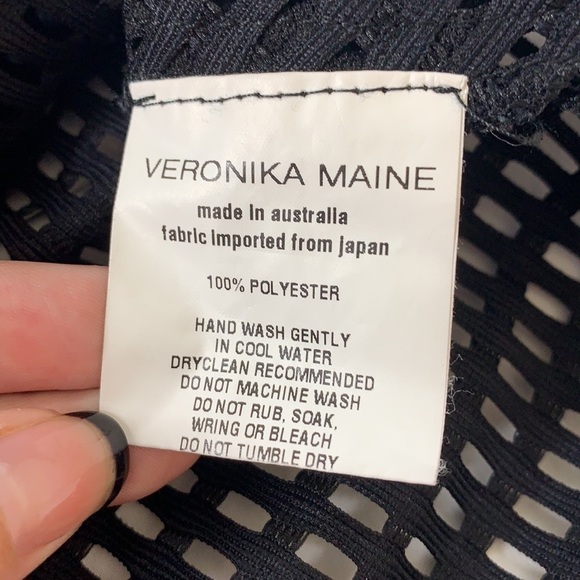 VERONIKA MAINE
made in australia
fabric imported from japan
100% POLYESTER
HAND WASH GENTLY
IN COOL WATER
DRYCLEAN RECOMMENDED
DO NOT MACHINE WASH
DO NOT RUB, SOAK,
WRING OR BLEACH
DO NOT TUMBLE DRY